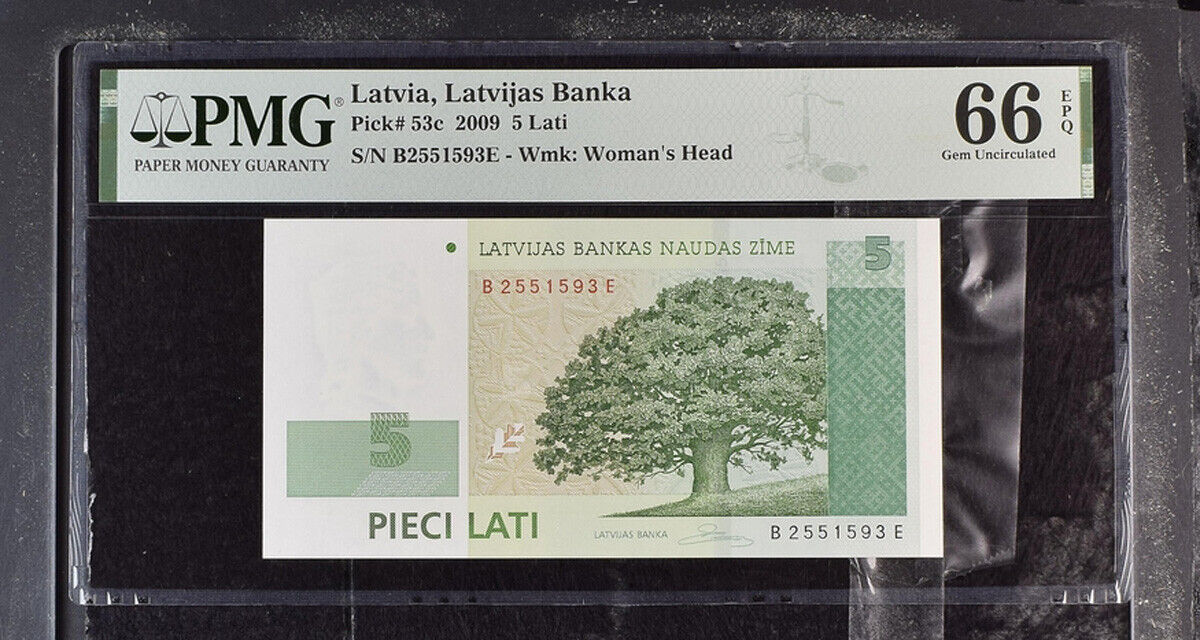 PMG®
PAPER MONEY GUARANTY
Latvia, Latvijas Banka
Pick# 53c 2009 5 Lati
S/N B2551593E - Wmk: Woman's Head
66 EPQ
Gem Uncirculated
LATVIJAS BANKAS NAUDAS ZĪME
5
B 2551593 E
5
PIECI LATI
LATVIJAS BANKA
B 2551593 E